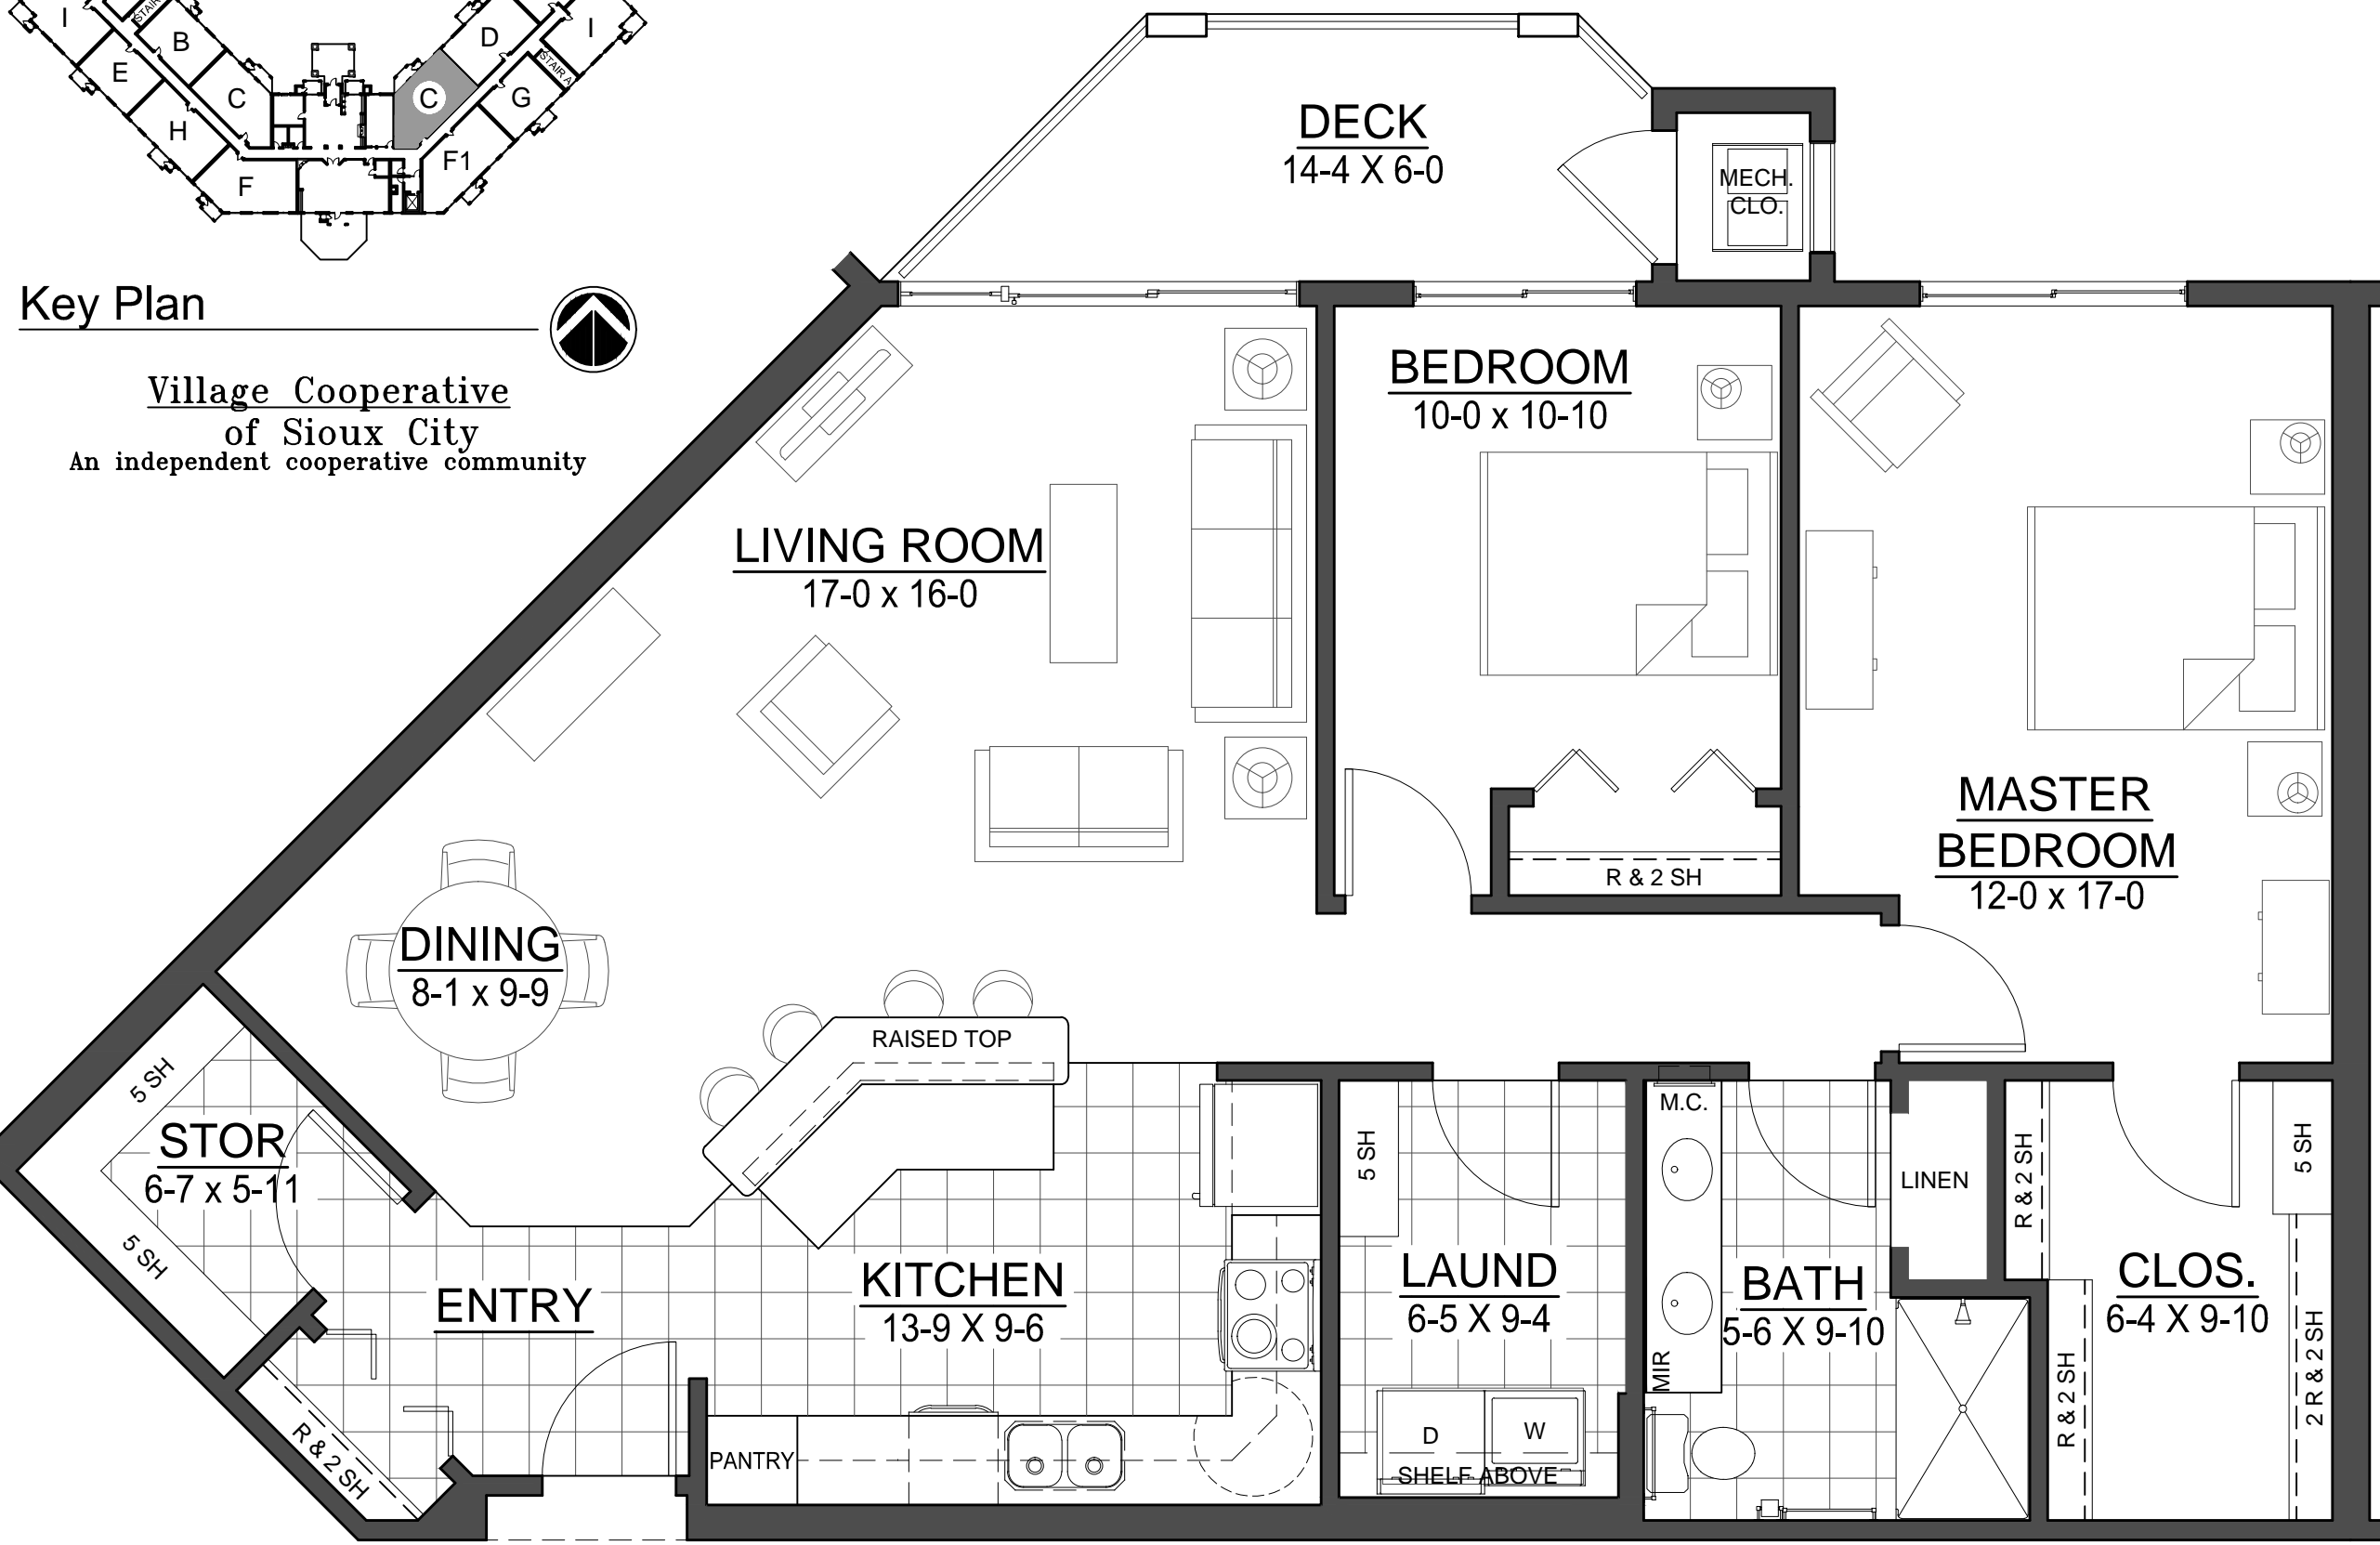 I
STAIR
B
E
C
H
F
D
I
STAIR A
C
G
F1
Key Plan
Village Cooperative
of Sioux City
An independent cooperative community
DECK
14-4 X 6-0
MECH.
CLO.
BEDROOM
10-0 x 10-10
LIVING ROOM
17-0 x 16-0
MASTER
BEDROOM
12-0 x 17-0
R & 2 SH
DINING
8-1 x 9-9
RAISED TOP
5 SH
STOR
6-7 x 5-11
5 SH
ENTRY
R & 2 SH
KITCHEN
13-9 X 9-6
PANTRY
5 SH
LAUND
6-5 X 9-4
D
W
SHELF ABOVE
M.C.
BATH
5-6 X 9-10
MIR
LINEN
R & 2 SH
5 SH
CLOS.
6-4 X 9-10
R & 2 SH
2 R & 2 SH